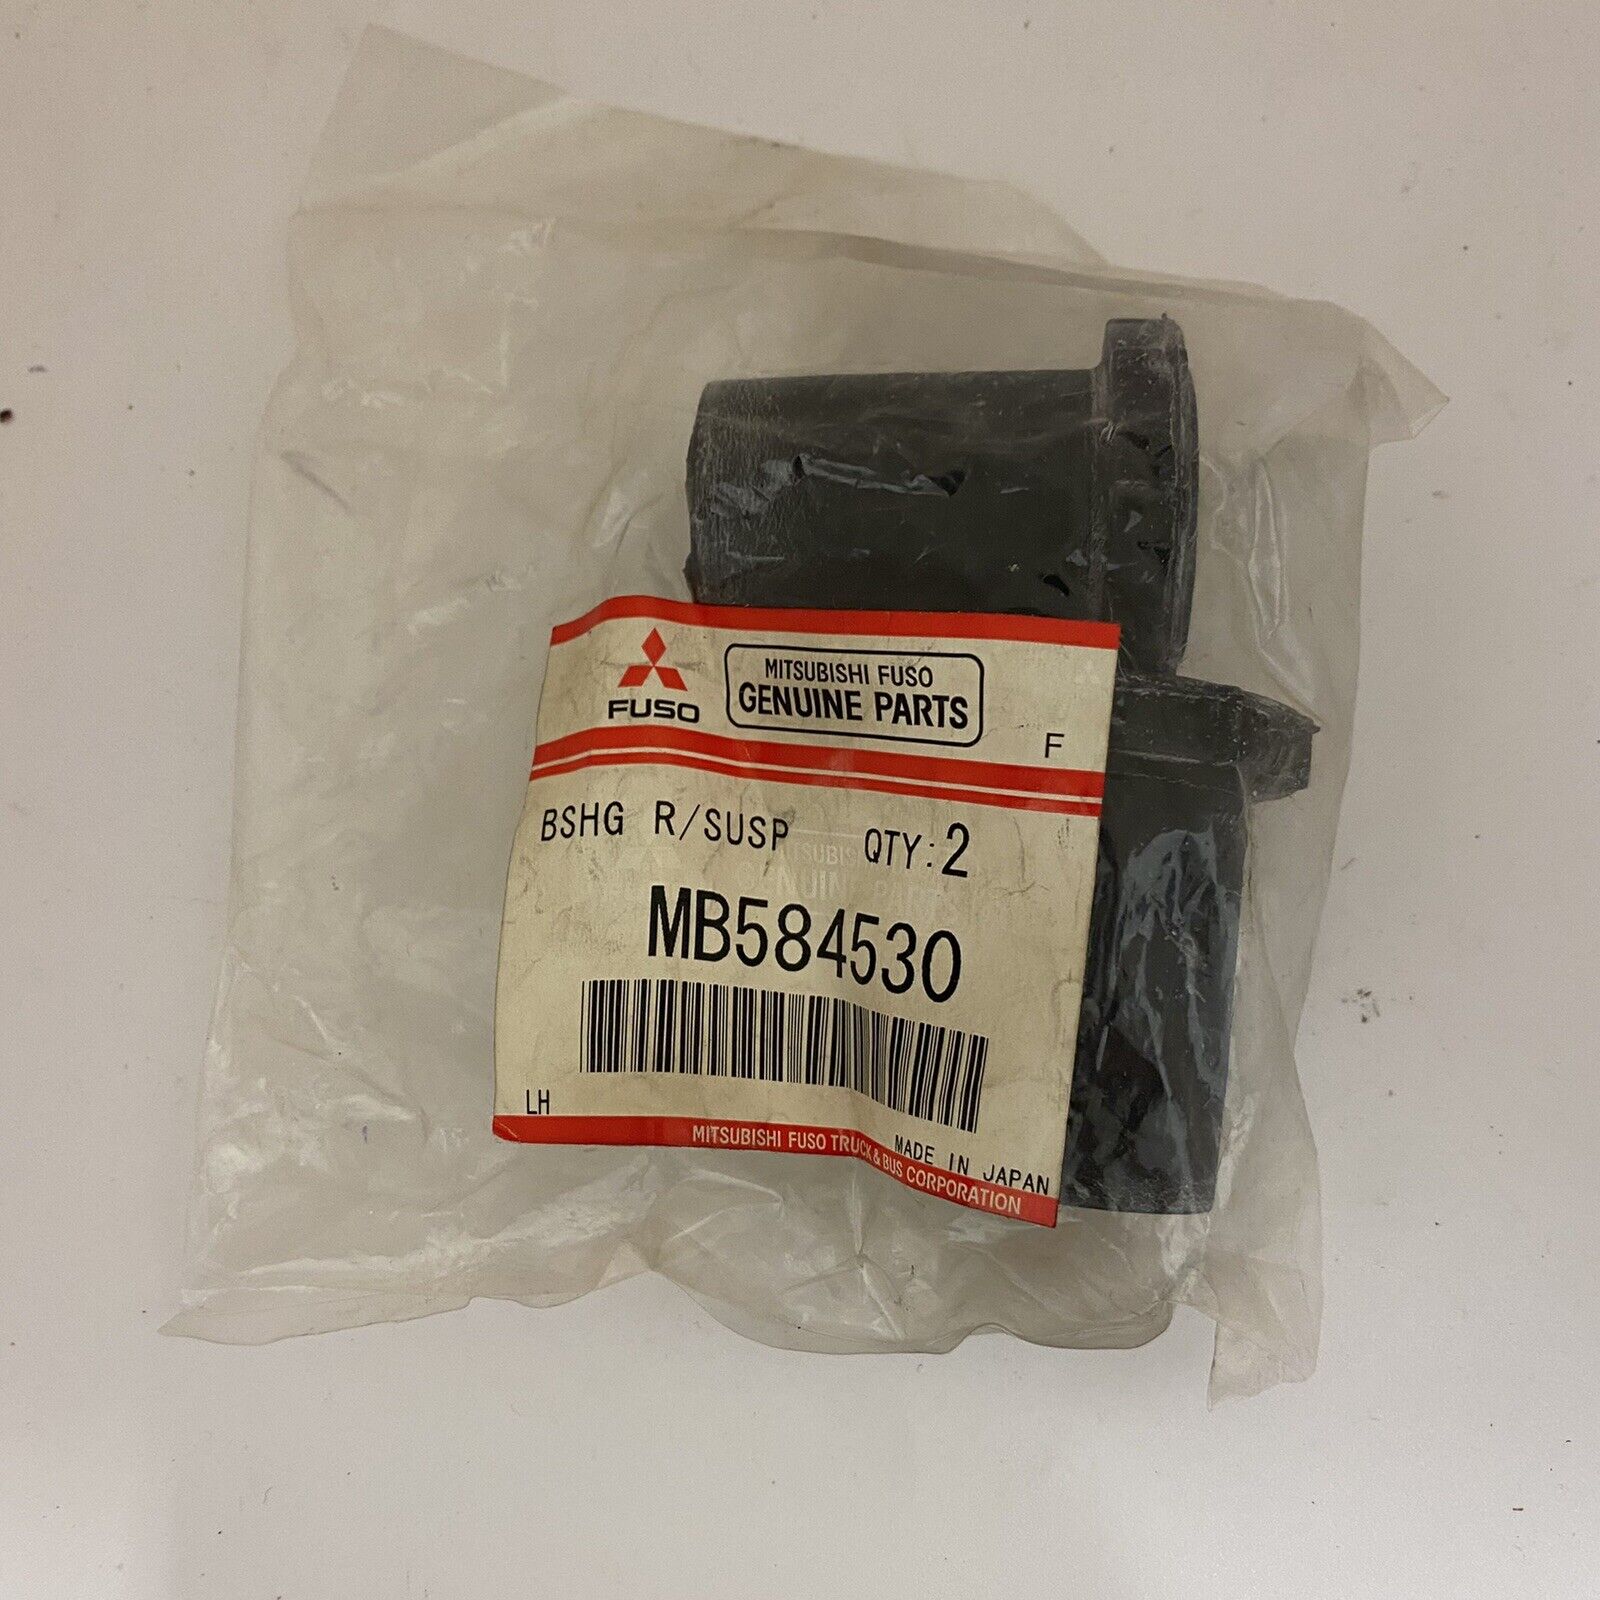 FUSO
MITSUBISHI FUSO
GENUINE PARTS
F
BSHG R/SUSP QTY:2
MB584530
LH
MADE IN JAPAN
MITSUBISHI FUSO TRUCK & BUS CORPORATION